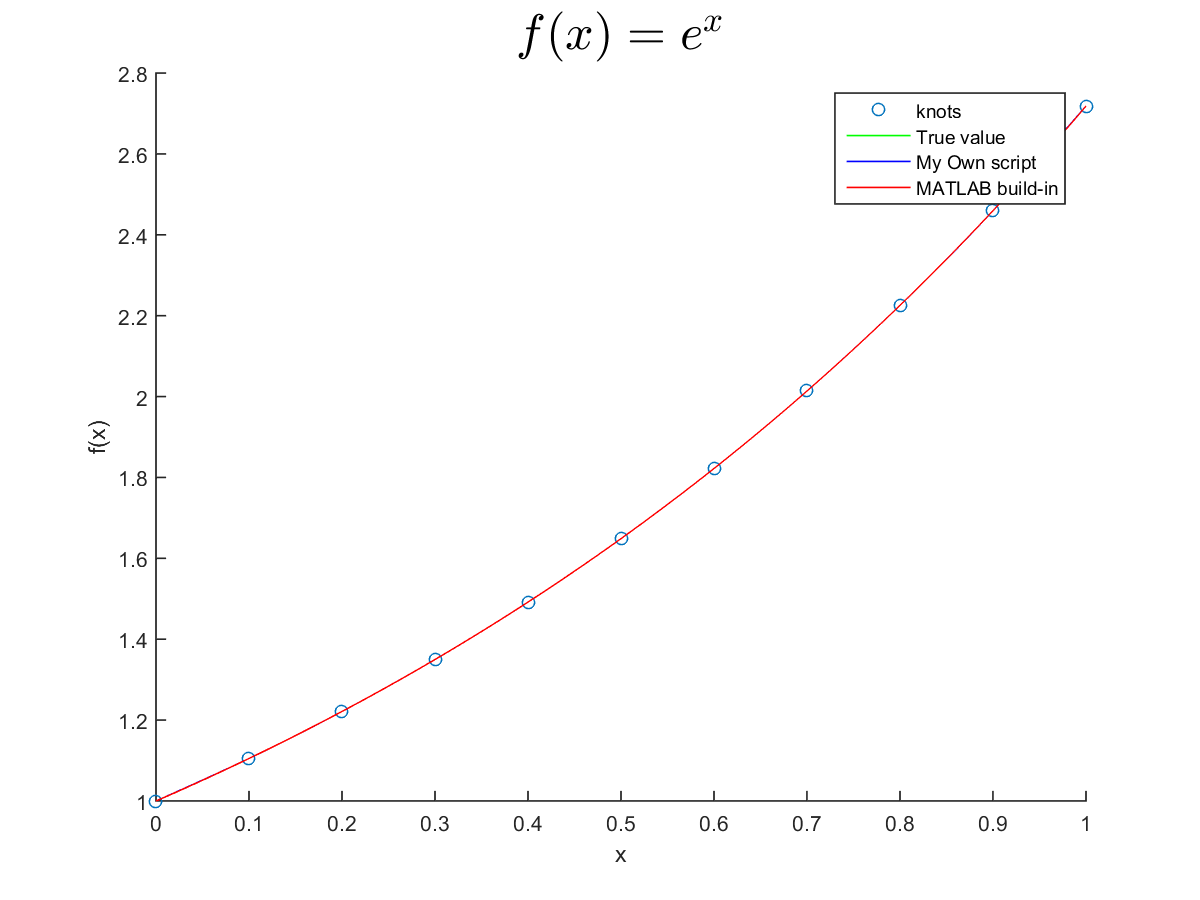 f(x) = e^x
knots
True value
My Own script
MATLAB build-in
2.8
2.6
2.4
2.2
2
1.8
1.6
1.4
1.2
1
f(x)
0 0.1 0.2 0.3 0.4 0.5 0.6 0.7 0.8 0.9 1
x